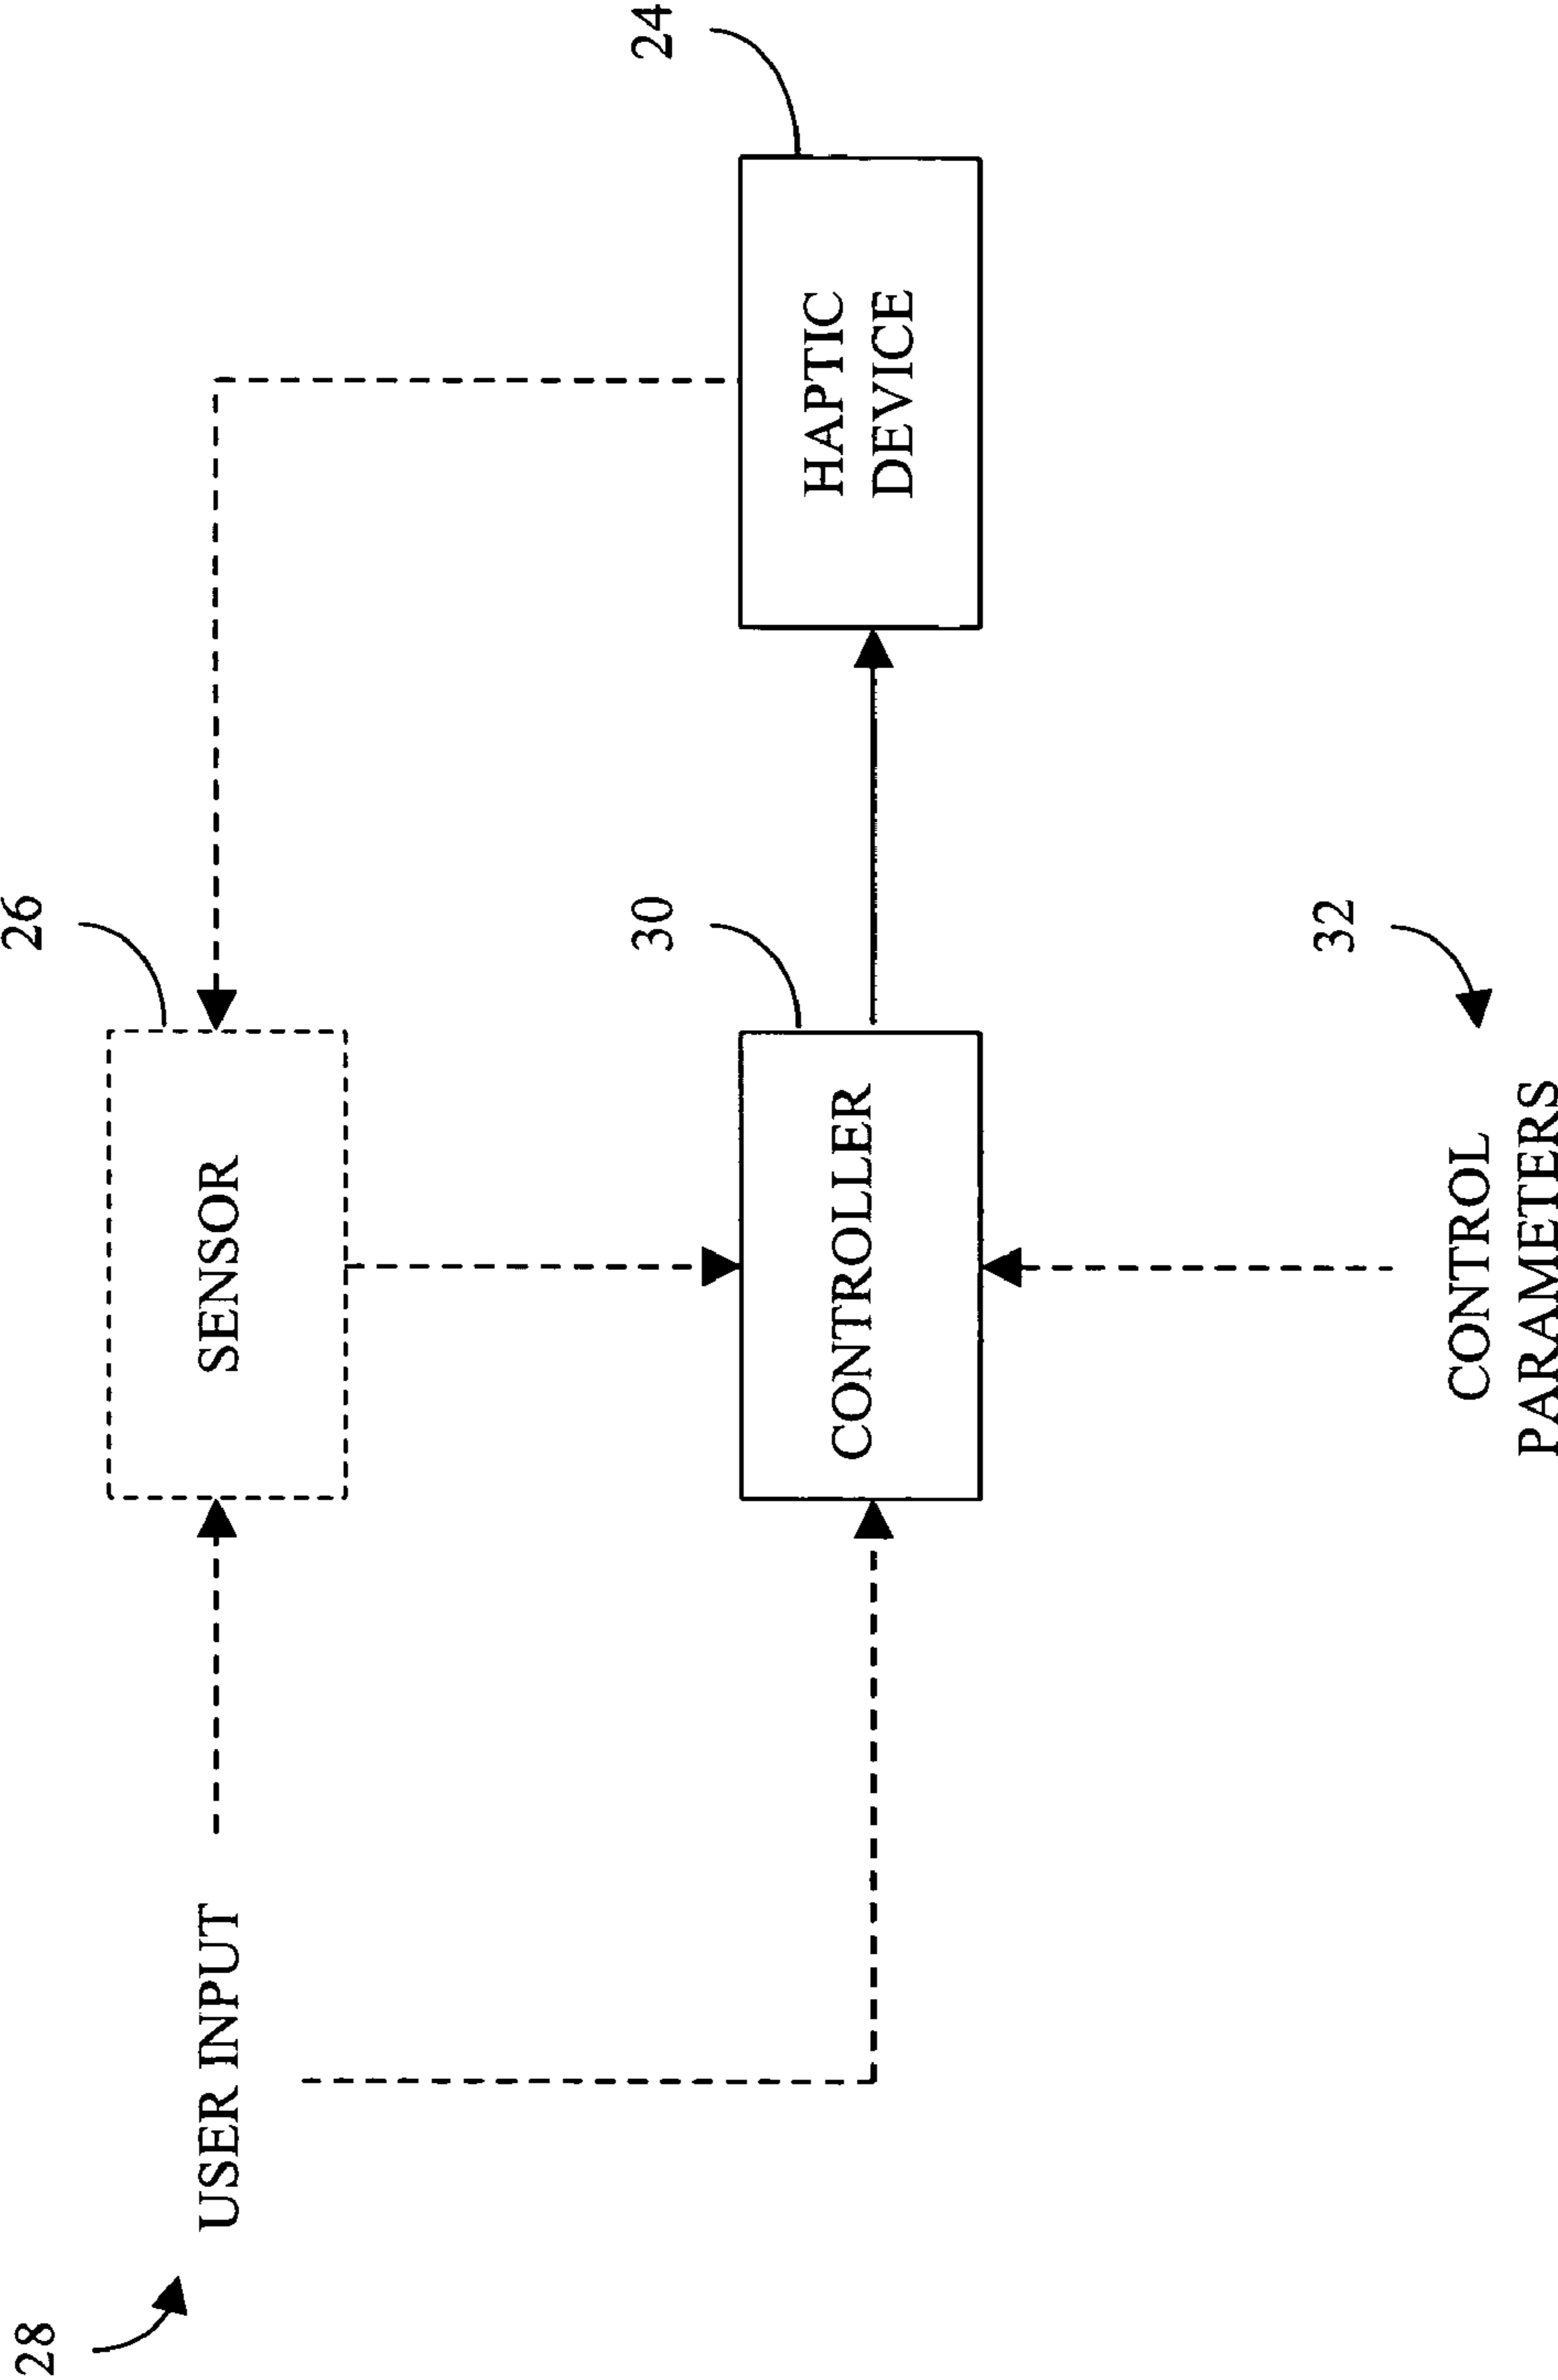 28
USER INPUT
26
SENSOR
30
CONTROLLER
24
HAPTIC
DEVICE
32
CONTROL
PARAMETERS